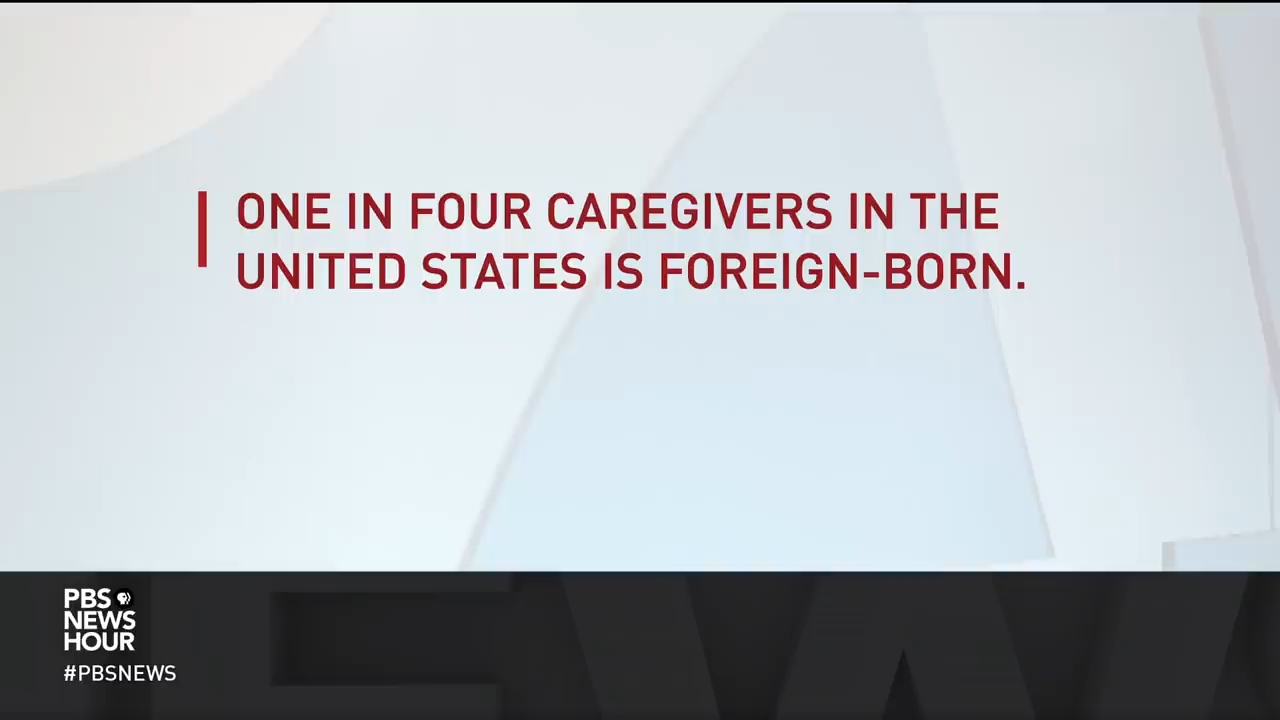 ONE IN FOUR CAREGIVERS IN THE
UNITED STATES IS FOREIGN-BORN.
PBS
NEWS
HOUR
#PBSNEWS